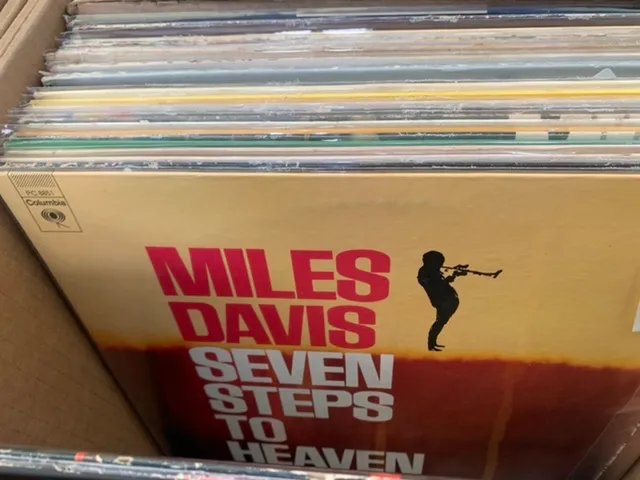 PC 8851
Columbia
MILES
DAVIS
SEVEN
STEPS
TO
HEAVEN